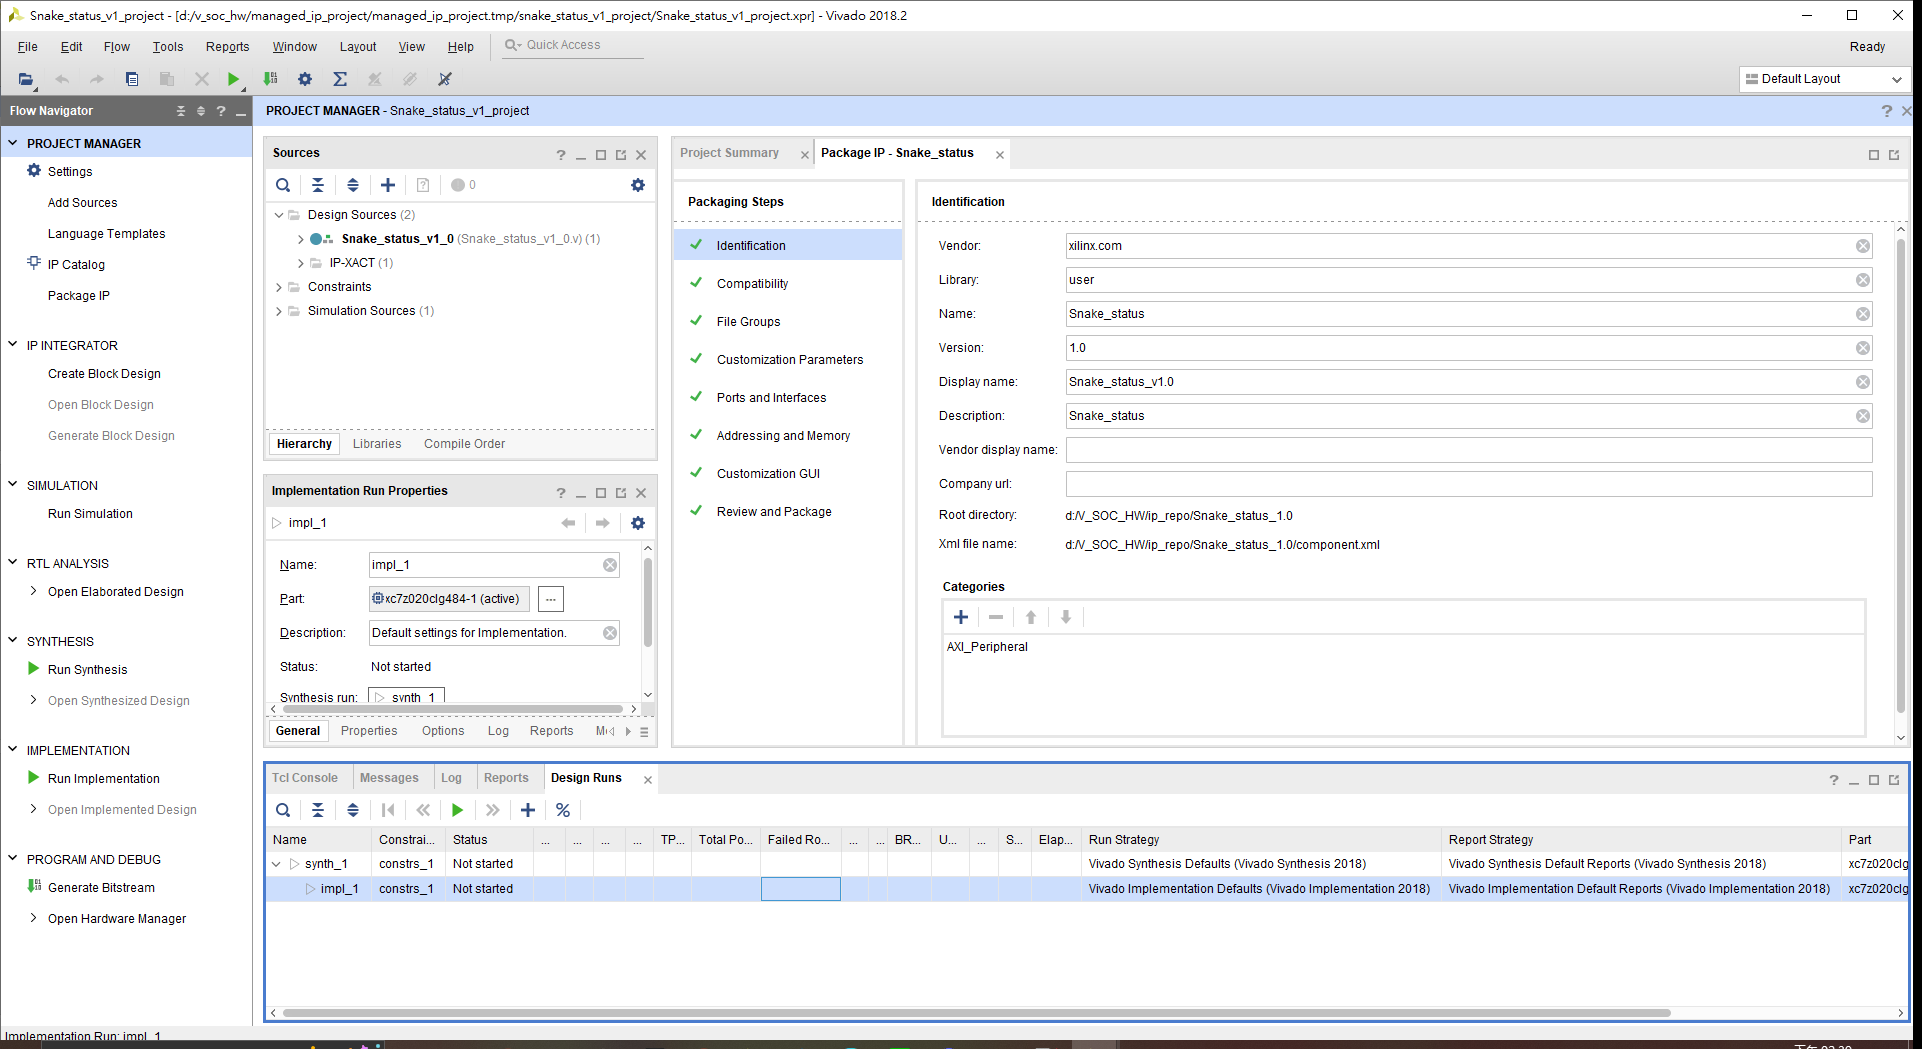 Snake_status_v1_project - [d:/v_soc_hw/managed_ip_project/managed_ip_project.tmp/snake_status_v1_project/Snake_status_v1_project.xpr] - Vivado 2018.2
File Edit Flow Tools Reports Window Layout View Help Quick Access Ready
Default Layout
Flow Navigator
PROJECT MANAGER - Snake_status_v1_project
PROJECT MANAGER
Settings
Add Sources
Language Templates
IP Catalog
Package IP
IP INTEGRATOR
Create Block Design
Open Block Design
Generate Block Design
SIMULATION
Run Simulation
RTL ANALYSIS
Open Elaborated Design
SYNTHESIS
Run Synthesis
Open Synthesized Design
IMPLEMENTATION
Run Implementation
Open Implemented Design
PROGRAM AND DEBUG
Generate Bitstream
Open Hardware Manager
Sources
0
Design Sources (2)
Snake_status_v1_0 (Snake_status_v1_0.v) (1)
IP-XACT (1)
Constraints
Simulation Sources (1)
Hierarchy Libraries Compile Order
Implementation Run Properties
impl_1
Name: impl_1
Part: xc7z020clg484-1 (active) ...
Description: Default settings for Implementation.
Status: Not started
Synthesis run: synth_1
General Properties Options Log Reports
Project Summary Package IP - Snake_status
Packaging Steps
Identification
Compatibility
File Groups
Customization Parameters
Ports and Interfaces
Addressing and Memory
Customization GUI
Review and Package
Identification
Vendor: xilinx.com
Library: user
Name: Snake_status
Version: 1.0
Display name: Snake_status_v1.0
Description: Snake_status
Vendor display name:
Company url:
Root directory: d:/V_SOC_HW/ip_repo/Snake_status_1.0
Xml file name: d:/V_SOC_HW/ip_repo/Snake_status_1.0/component.xml
Categories
AXI_Peripheral
Tcl Console Messages Log Reports Design Runs
Name Constrai... Status ... ... ... ... TP... Total Po... Failed Ro... ... ... BR... U... ... S... Elap... Run Strategy Report Strategy Part
synth_1 constrs_1 Not started Vivado Synthesis Defaults (Vivado Synthesis 2018) Vivado Synthesis Default Reports (Vivado Synthesis 2018) xc7z020clg
impl_1 constrs_1 Not started Vivado Implementation Defaults (Vivado Implementation 2018) Vivado Implementation Default Reports (Vivado Implementation 2018) xc7z020clg
Implementation Run: impl_1